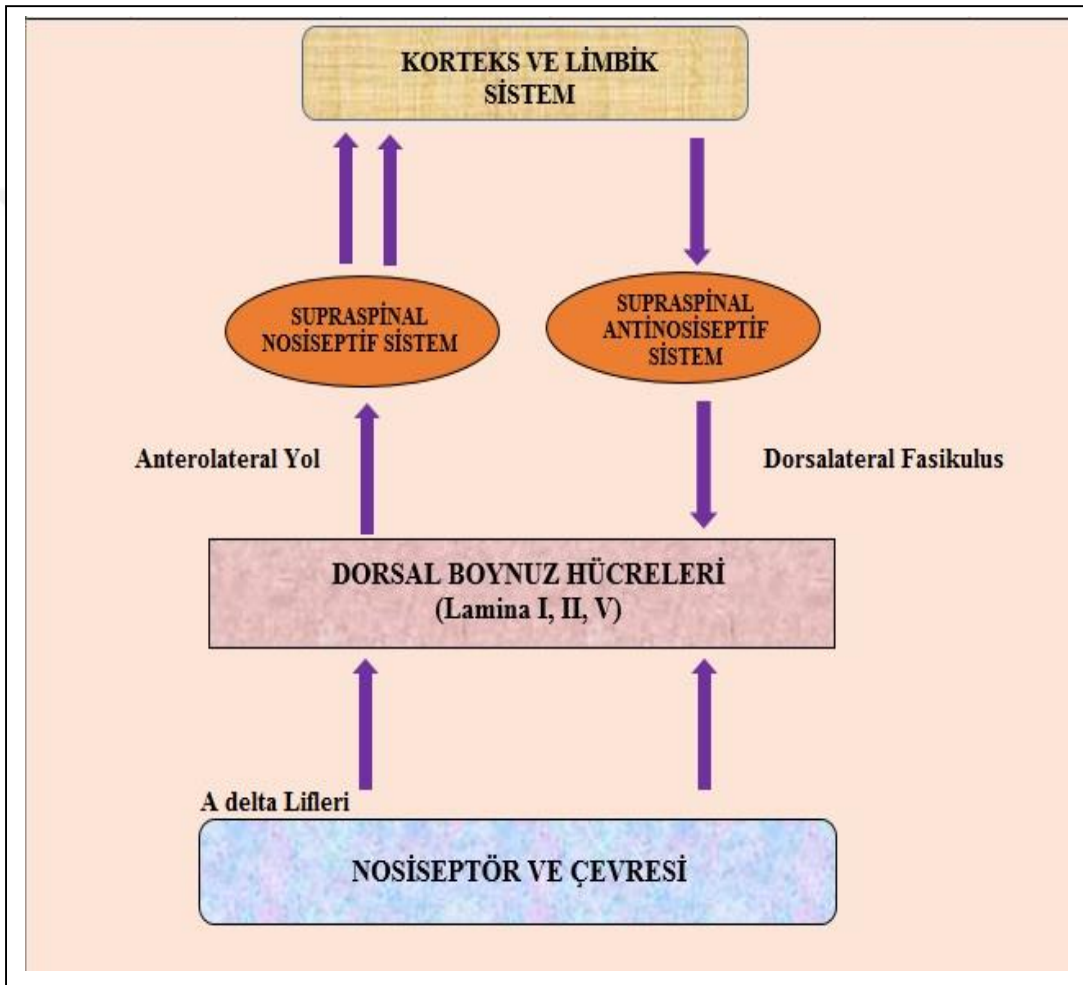 KORTEKS VE LİMBİK
SİSTEM
SUPRASPİNAL
NOSİSEPTİF SİSTEM
SUPRASPİNAL
ANTİNOSİSEPTİF
SİSTEM
Anterolateral Yol
Dorsalateral Fasikulus
DORSAL BOYNUZ HÜCRELERİ
(Lamina I, II, V)
A delta Lifleri
NOSİSEPTÖR VE ÇEVRESİ